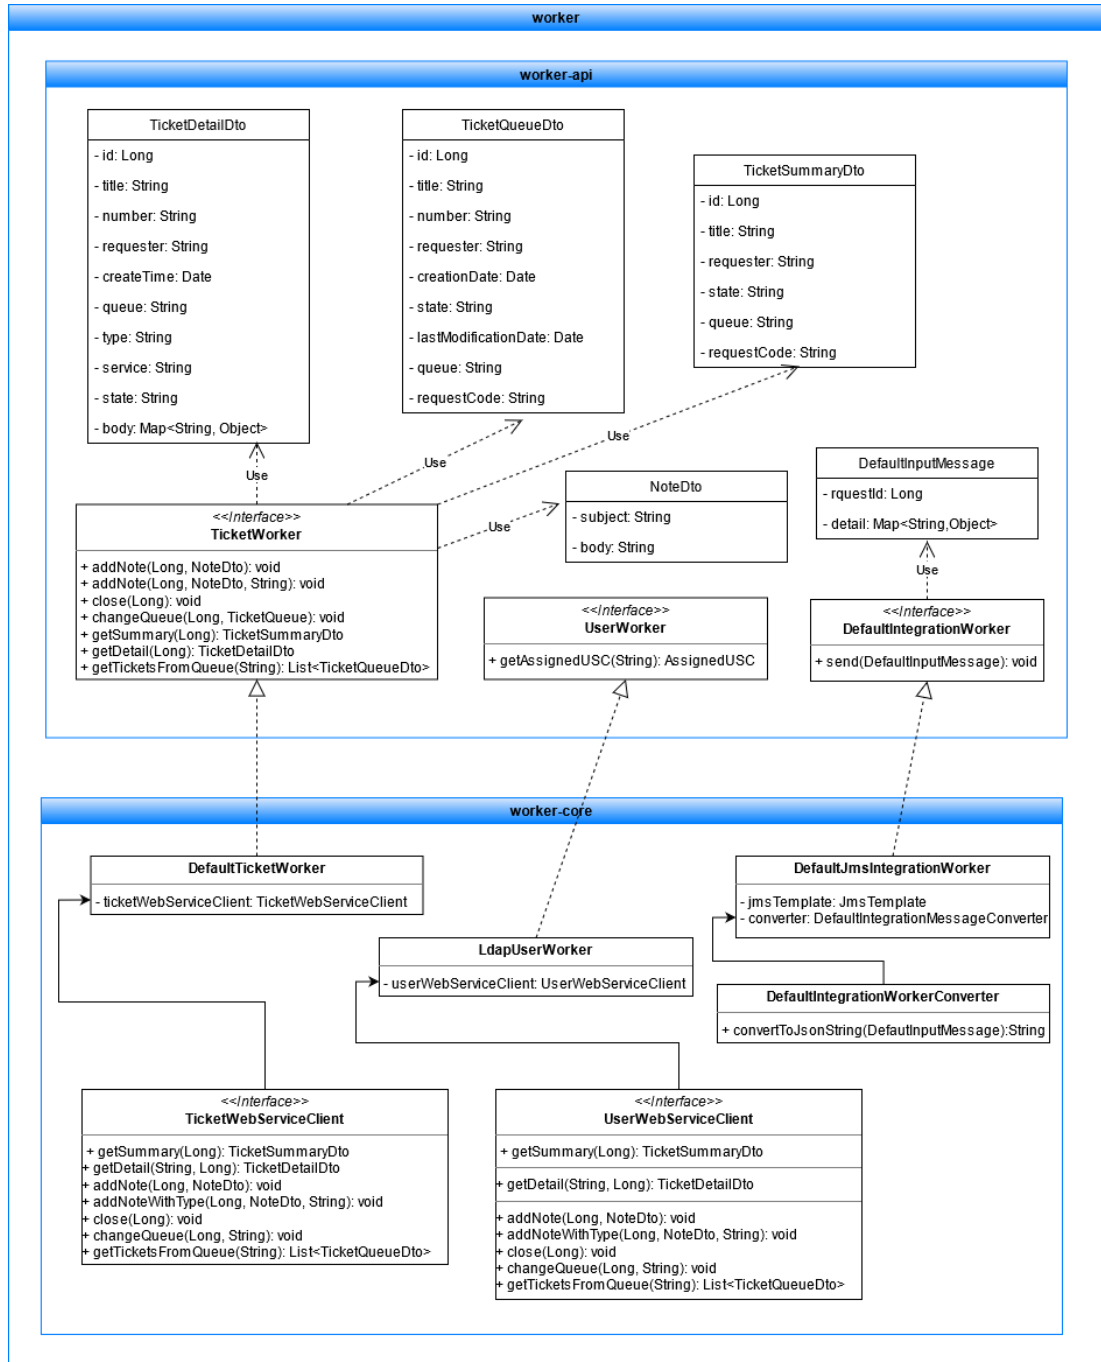 worker
worker-api
TicketDetailDto
- id: Long
- title: String
- number: String
- requester: String
- createTime: Date
- queue: String
- type: String
- service: String
- state: String
- body: Map<String, Object>
TicketQueueDto
- id: Long
- title: String
- number: String
- requester: String
- creationDate: Date
- state: String
- lastModificationDate: Date
- queue: String
- requestCode: String
TicketSummaryDto
- id: Long
- title: String
- requester: String
- state: String
- queue: String
- requestCode: String
Use
Use
Use
Use
NoteDto
- subject: String
- body: String
DefaultInputMessage
- rquestId: Long
- detail: Map<String,Object>
Use
<<Interface>>
TicketWorker
+ addNote(Long, NoteDto): void
+ addNote(Long, NoteDto, String): void
+ close(Long): void
+ changeQueue(Long, TicketQueue): void
+ getSummary(Long): TicketSummaryDto
+ getDetail(Long): TicketDetailDto
+ getTicketsFromQueue(String): List<TicketQueueDto>
<<Interface>>
UserWorker
+ getAssignedUSC(String): AssignedUSC
<<Interface>>
DefaultIntegrationWorker
+ send(DefaultInputMessage): void
worker-core
DefaultTicketWorker
- ticketWebServiceClient: TicketWebServiceClient
LdapUserWorker
- userWebServiceClient: UserWebServiceClient
DefaultJmsIntegrationWorker
- jmsTemplate: JmsTemplate
- converter: DefaultIntegrationMessageConverter
DefaultIntegrationWorkerConverter
+ convertToJsonString(DefautInputMessage):String
<<Interface>>
TicketWebServiceClient
+ getSummary(Long): TicketSummaryDto
+ getDetail(String, Long): TicketDetailDto
+ addNote(Long, NoteDto): void
+ addNoteWithType(Long, NoteDto, String): void
+ close(Long): void
+ changeQueue(Long, String): void
+ getTicketsFromQueue(String): List<TicketQueueDto>
<<Interface>>
UserWebServiceClient
+ getSummary(Long): TicketSummaryDto
+ getDetail(String, Long): TicketDetailDto
+ addNote(Long, NoteDto): void
+ addNoteWithType(Long, NoteDto, String): void
+ close(Long): void
+ changeQueue(Long, String): void
+ getTicketsFromQueue(String): List<TicketQueueDto>